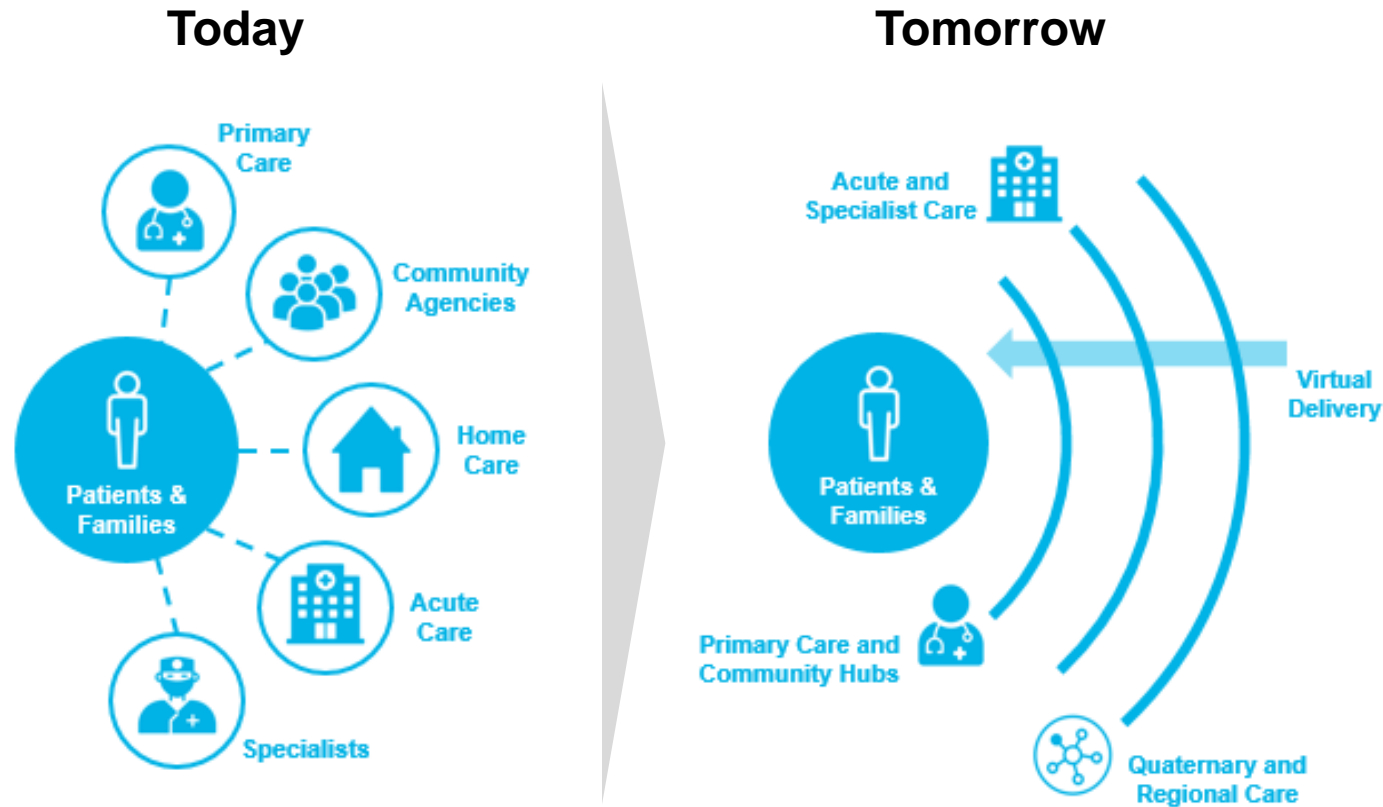 Today
Primary
Care
Community
Agencies
Patients &
Families
Home
Care
Acute
Care
Specialists
Tomorrow
Acute and
Specialist Care
Virtual
Delivery
Patients &
Families
Primary Care and
Community Hubs
Quaternary and
Regional Care